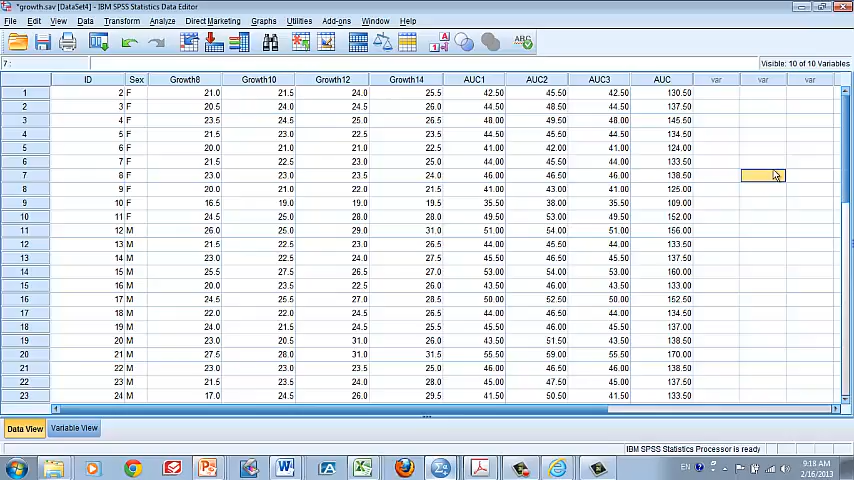 *growth.sav [DataSet4] - IBM SPSS Statistics Data Editor
File Edit View Data Transform Analyze Direct Marketing Graphs Utilities Add-ons Window Help
7 :
Visible: 10 of 10 Variables
ID Sex Growth8 Growth10 Growth12 Growth14 AUC1 AUC2 AUC3 AUC var var var
1 2 F 21.0 21.5 24.0 25.5 42.50 45.50 42.50 130.50
2 3 F 20.5 24.0 24.5 26.0 44.50 48.50 44.50 137.50
3 4 F 23.5 24.5 25.0 26.5 48.00 49.50 48.00 145.50
4 5 F 21.5 23.0 22.5 23.5 44.50 45.50 44.50 134.50
5 6 F 20.0 21.0 21.0 22.5 41.00 42.00 41.00 124.00
6 7 F 21.5 22.5 23.0 25.0 44.00 45.50 44.00 133.50
7 8 F 23.0 23.0 23.5 24.0 46.00 46.50 46.00 138.50
8 9 F 20.0 21.0 22.0 21.5 41.00 43.00 41.00 125.00
9 10 F 16.5 19.0 19.0 19.5 35.50 38.00 35.50 109.00
10 11 F 24.5 25.0 28.0 28.0 49.50 53.00 49.50 152.00
11 12 M 26.0 25.0 29.0 31.0 51.00 54.00 51.00 156.00
12 13 M 21.5 22.5 23.0 26.0 44.00 45.50 44.00 133.50
13 14 M 23.0 22.5 24.0 27.0 45.50 46.50 45.50 137.50
14 15 M 25.5 27.5 26.5 27.0 53.00 54.00 53.00 160.00
15 16 M 20.0 23.5 22.5 26.0 43.50 46.00 43.50 133.00
16 17 M 24.5 25.5 27.0 28.5 50.00 52.50 50.00 152.50
17 18 M 22.0 22.0 24.5 26.5 44.00 46.50 44.00 134.50
18 19 M 24.0 21.5 24.5 25.5 45.50 46.00 45.50 137.00
19 20 M 23.0 20.5 31.0 26.0 43.50 51.50 43.50 138.50
20 21 M 27.5 28.0 31.0 31.5 55.50 59.00 55.50 170.00
21 22 M 23.0 23.0 23.5 25.0 46.00 46.50 46.00 138.50
22 23 M 21.5 23.5 24.0 28.0 45.00 47.50 45.00 137.50
23 24 M 17.0 24.5 26.0 29.5 41.50 50.50 41.50 133.50
Data View Variable View
IBM SPSS Statistics Processor is ready
EN
9:18 AM
2/16/2013